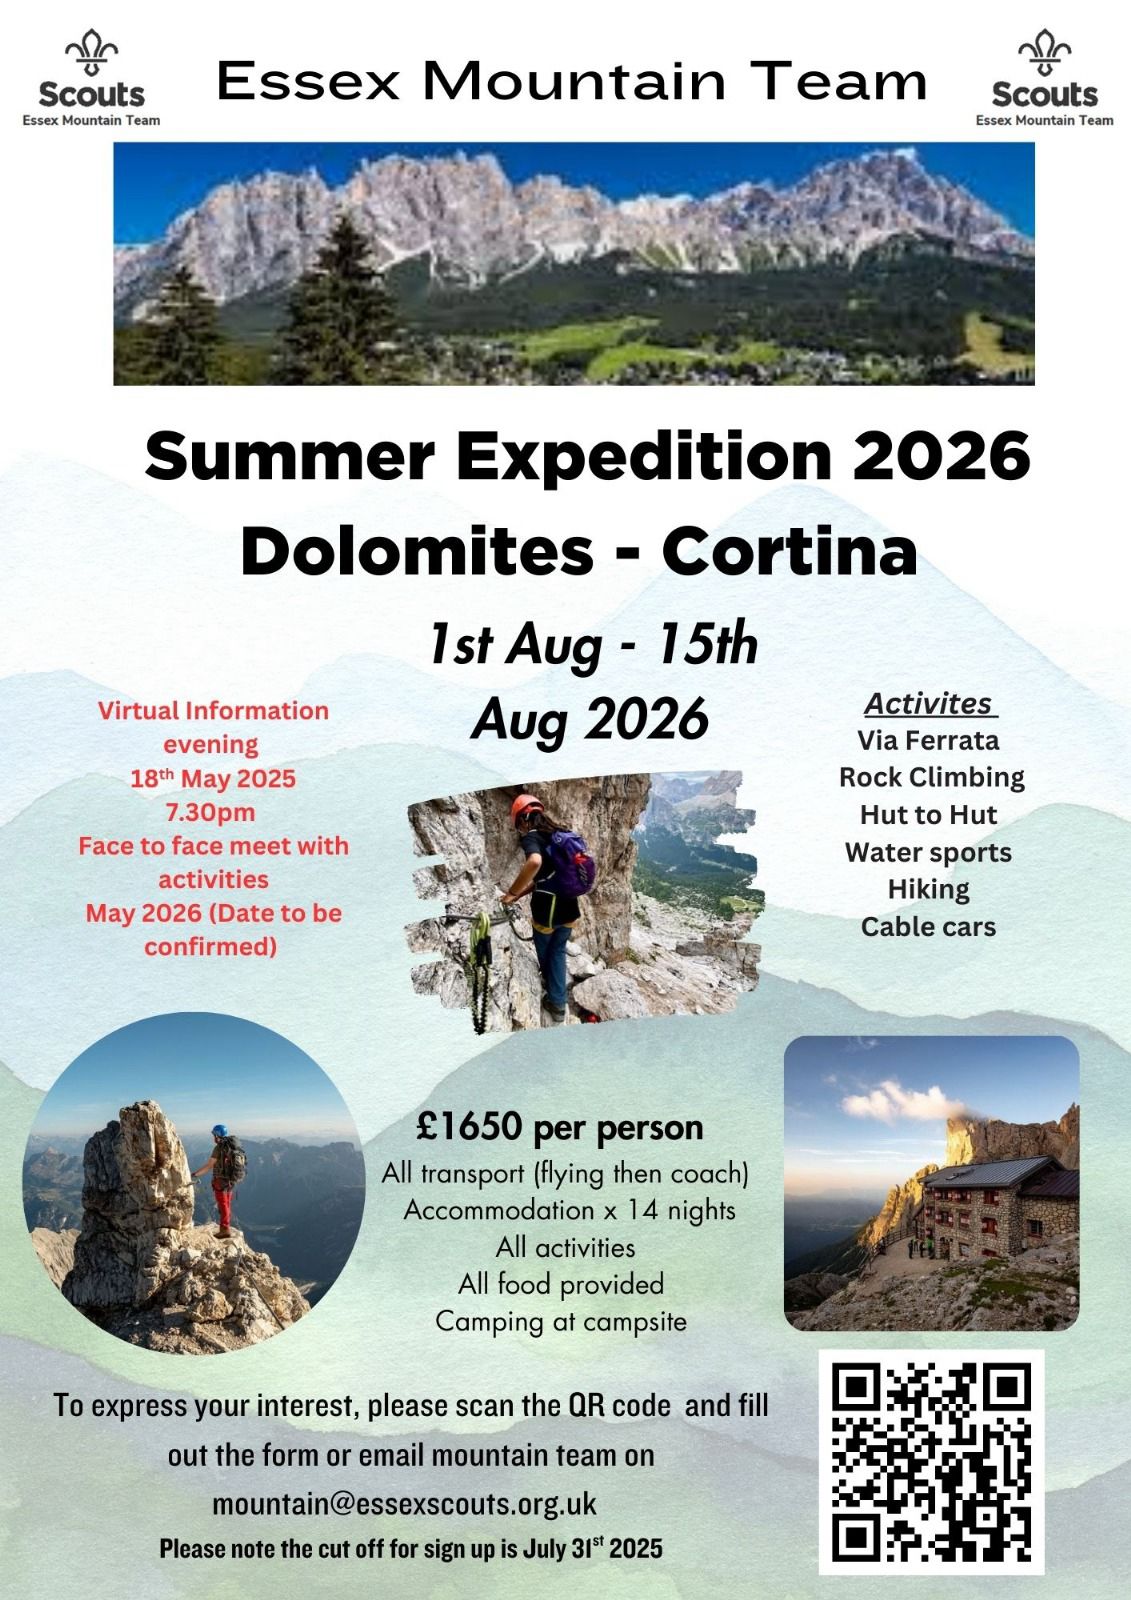 Scouts
Essex Mountain Team
Essex Mountain Team
Scouts
Essex Mountain Team
Summer Expedition 2026
Dolomites - Cortina
1st Aug - 15th
Aug 2026
Virtual Information
evening
18th May 2025
7.30pm
Face to face meet with
activities
May 2026 (Date to be
confirmed)
Activites
Via Ferrata
Rock Climbing
Hut to Hut
Water sports
Hiking
Cable cars
£1650 per person
All transport (flying then coach)
Accommodation x 14 nights
All activities
All food provided
Camping at campsite
To express your interest, please scan the QR code and fill
out the form or email mountain team on
mountain@essexscouts.org.uk
Please note the cut off for sign up is July 31st 2025